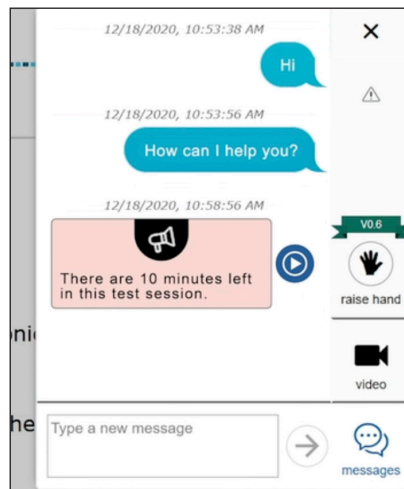 12/18/2020, 10:53:38 AM
Hi
12/18/2020, 10:53:56 AM
How can I help you?
12/18/2020, 10:58:56 AM
There are 10 minutes left
in this test session.
V0.6
raise hand
video
Type a new message
messages